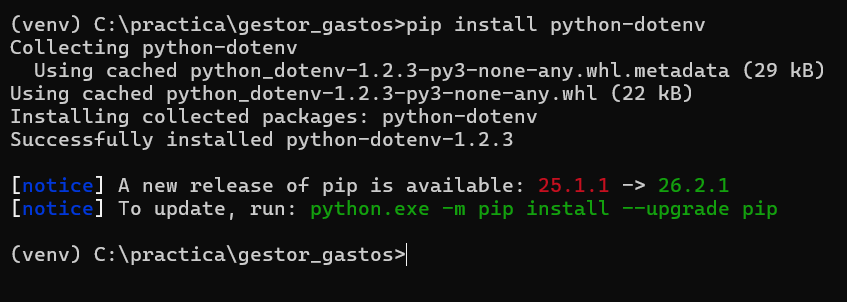 (venv) C:\practica\gestor_gastos>pip install python-dotenv
Collecting python-dotenv
  Using cached python_dotenv-1.2.3-py3-none-any.whl.metadata (29 kB)
Using cached python_dotenv-1.2.3-py3-none-any.whl (22 kB)
Installing collected packages: python-dotenv
Successfully installed python-dotenv-1.2.3
[notice] A new release of pip is available: 25.1.1 -> 26.2.1
[notice] To update, run: python.exe -m pip install --upgrade pip
(venv) C:\practica\gestor_gastos>